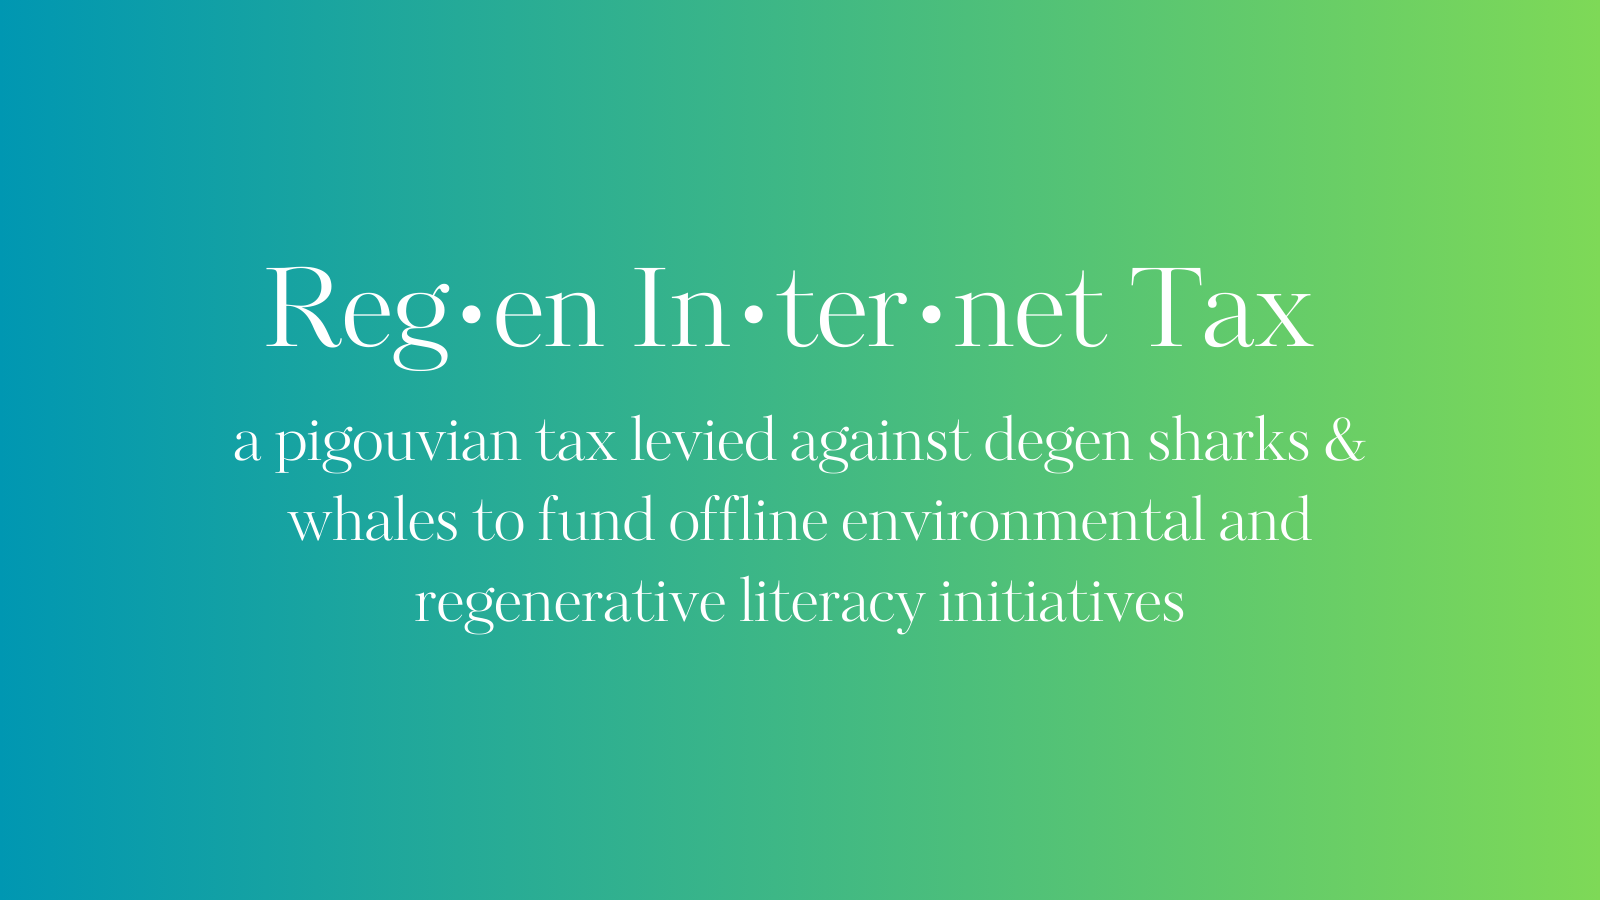 Reg•en In•ter•net Tax
a pigouvian tax levied against degen sharks &
whales to fund offline environmental and
regenerative literacy initiatives